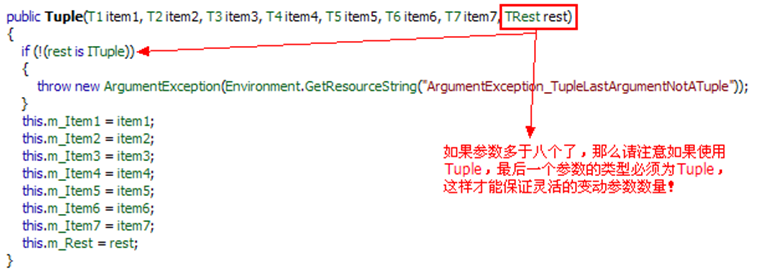 public Tuple(T1 item1, T2 item2, T3 item3, T4 item4, T5 item5, T6 item6, T7 item7, TRest rest)
{
if (!(rest is ITuple))
{
throw new ArgumentException(Environment.GetResourceString("ArgumentException_TupleLastArgumentNotATuple"));
}
this.m_Item1 = item1;
this.m_Item2 = item2;
this.m_Item3 = item3;
this.m_Item4 = item4;
this.m_Item5 = item5;
this.m_Item6 = item6;
this.m_Item7 = item7;
this.m_Rest = rest;
}
如果参数多于八个了，那么请注意如果使用
Tuple，最后一个参数的类型必须为Tuple，
这样才能保证灵活的变动参数数量！